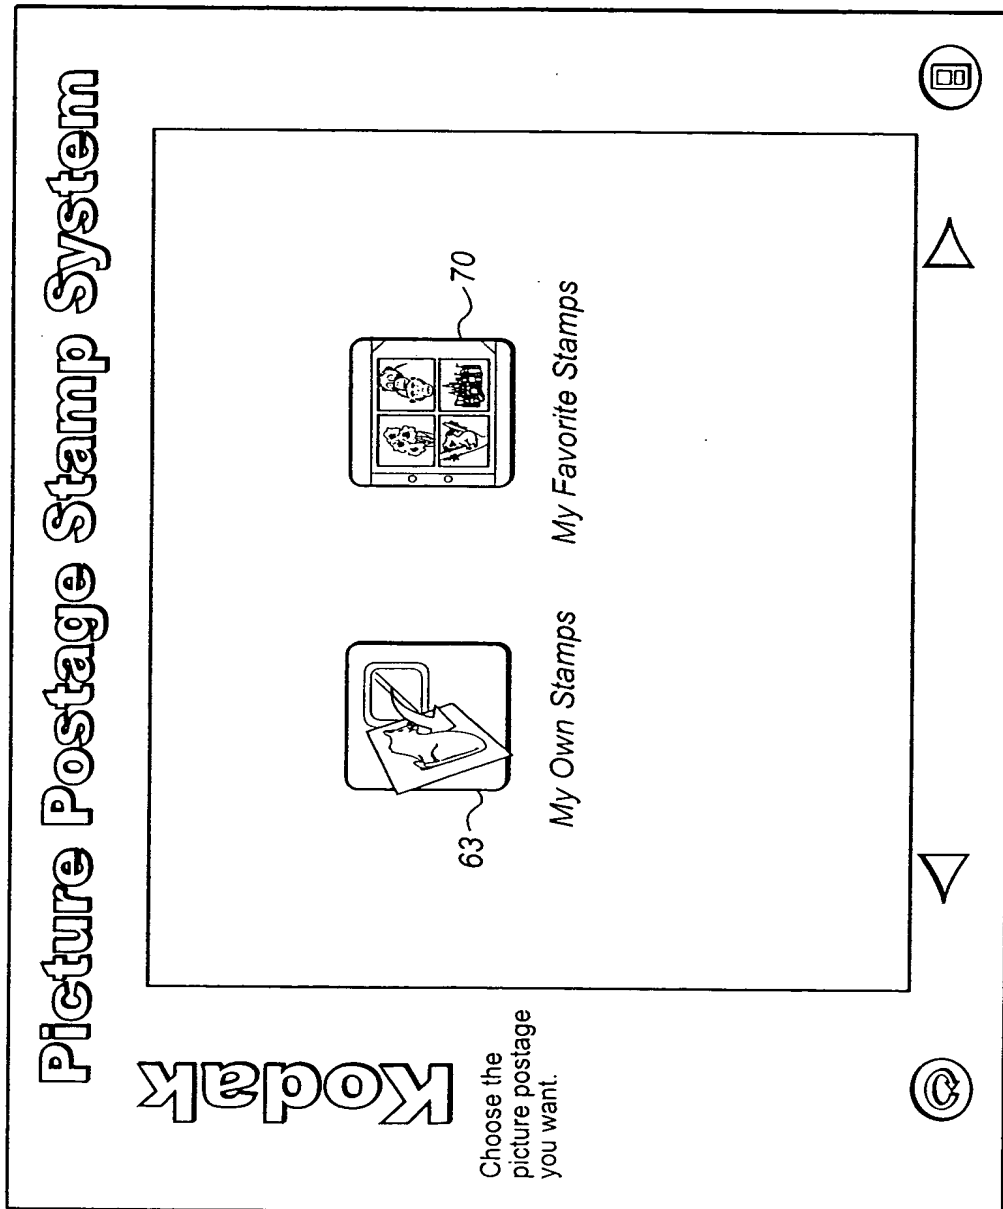 Picture Postage Stamp System
Kodak
Choose the
picture postage
you want.
63
70
My Own Stamps
My Favorite Stamps